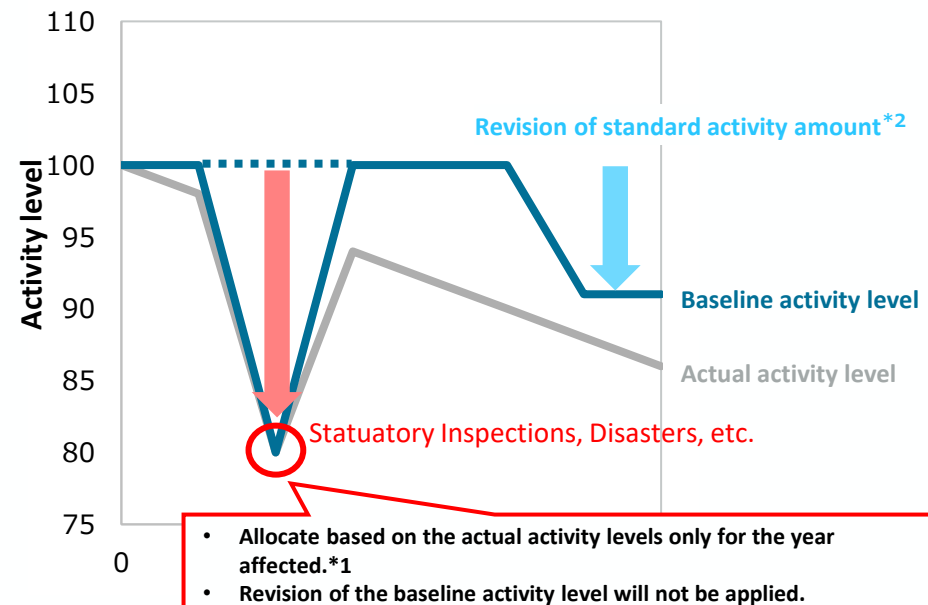 110
105
Revision of standard activity amount*2
100
95
Activity level
90
Baseline activity level
85
Actual activity level
80
Statuatory Inspections, Disasters, etc.
75
0
• Allocate based on the actual activity levels only for the year
affected.*1
• Revision of the baseline activity level will not be applied.